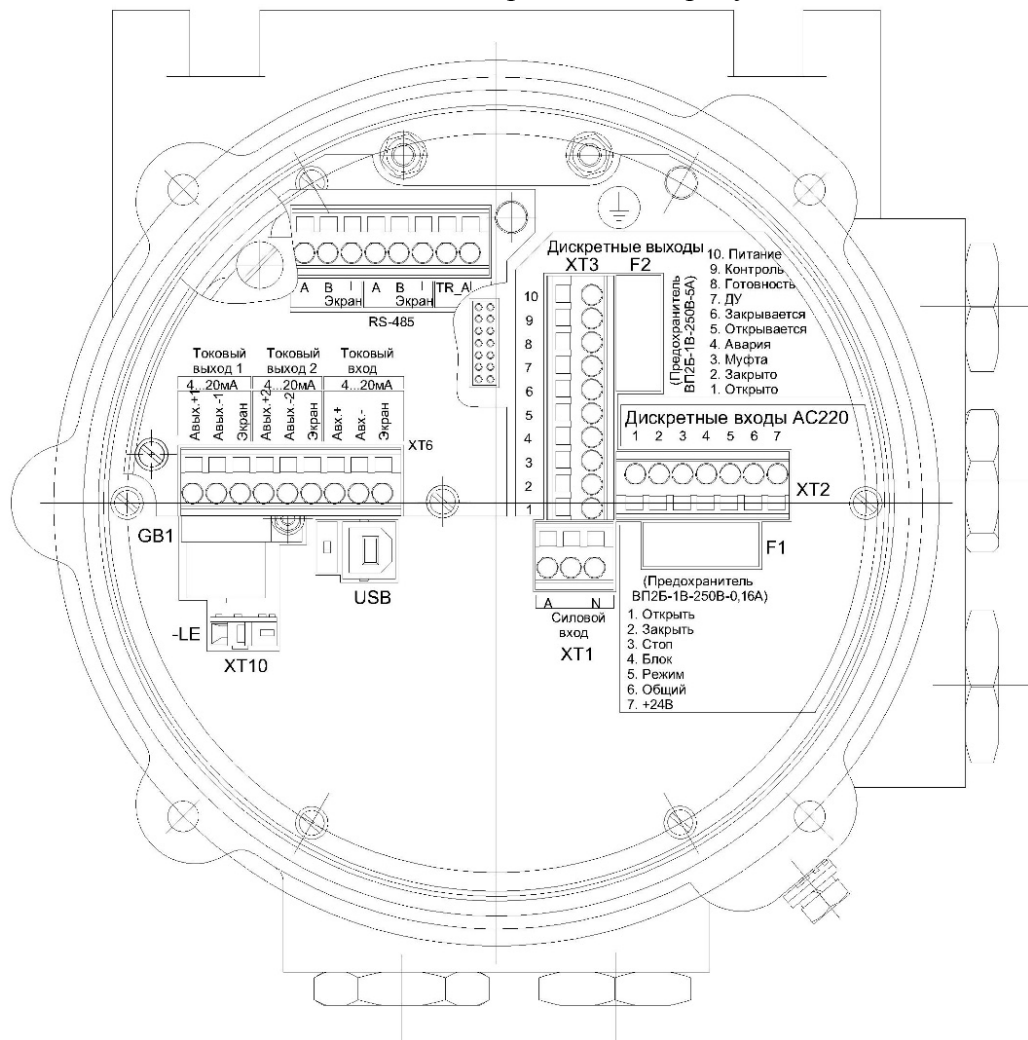 A B I A B I TR_A
Экран Экран
RS-485
Токовый выход 1
4...20мА
Токовый выход 2
4...20мА
Токовый вход
4...20мА
Авых.+1
Авых.-1
Экран
Авых.+2
Авых.-2
Экран
Авх.+
Авх.-
Экран
XT6
GB1
USB
-LE
XT10
Дискретные выходы
XT3 F2
10
9
8
7
6
5
4
3
2
1
(Предохранитель
ВП2Б-1В-250В-5А)
10. Питание
9. Контроль
8. Готовность
7. ДУ
6. Закрывается
5. Открывается
4. Авария
3. Муфта
2. Закрыто
1. Открыто
Дискретные входы AC220
1 2 3 4 5 6 7
XT2
F1
(Предохранитель
ВП2Б-1В-250В-0,16А)
A N
Силовой
вход
XT1
1. Открыть
2. Закрыть
3. Стоп
4. Блок
5. Режим
6. Общий
7. +24В